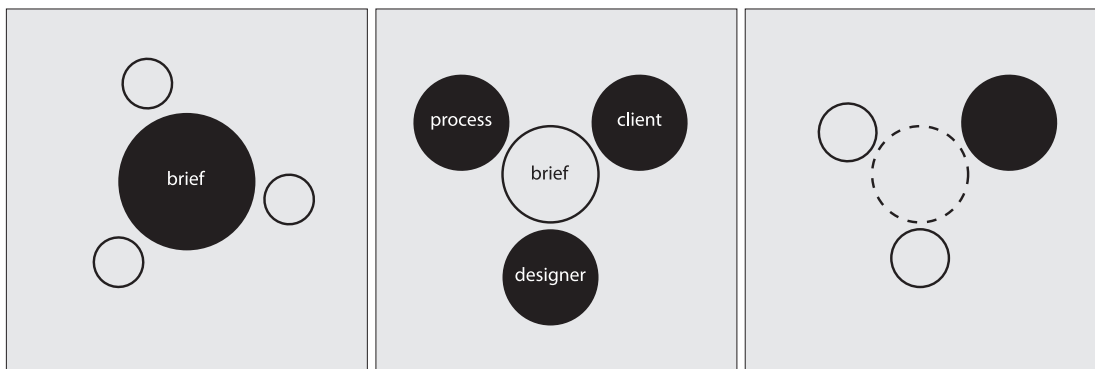 brief
process
client
brief
designer